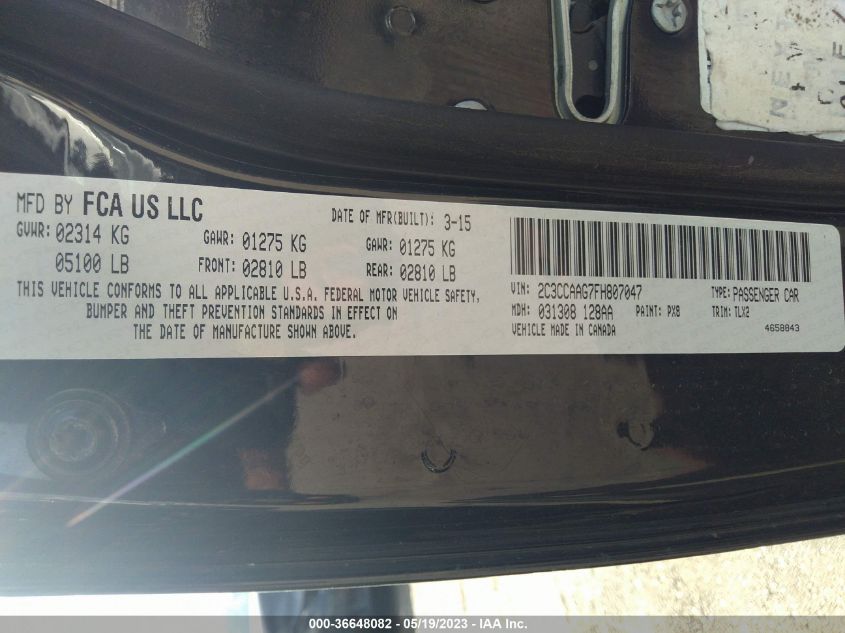 MFD BY FCA US LLC
DATE OF MFR(BUILT): 3-15
GVWR: 02314 KG
GAWR: 01275 KG
GAWR: 01275 KG
05100 LB
FRONT: 02810 LB
REAR: 02810 LB
THIS VEHICLE CONFORMS TO ALL APPLICABLE U.S.A. FEDERAL MOTOR VEHICLE SAFETY,
BUMPER AND THEFT PREVENTION STANDARDS IN EFFECT ON
THE DATE OF MANUFACTURE SHOWN ABOVE.
VIN: 2C3CCAAG7FH807047
TYPE: PASSENGER CAR
MDH: 031308 128AA
PAINT: PX8
TRIM: TLX2
VEHICLE MADE IN CANADA
4658843
000-36648082 — 05/19/2023 — IAA Inc.